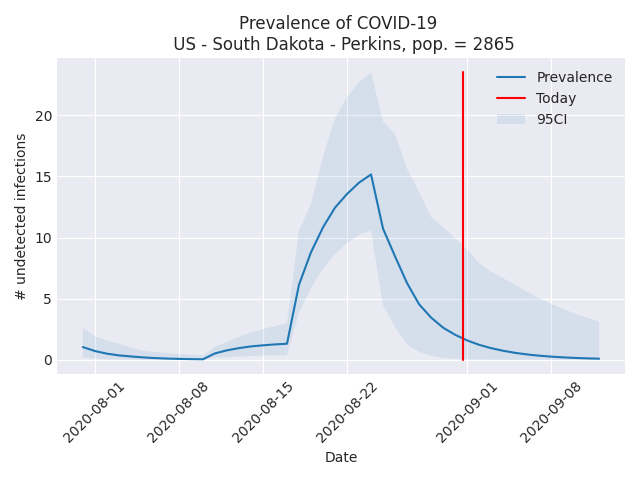 Prevalence of COVID-19
US - South Dakota - Perkins, pop. = 2865
Prevalence
Today
95CI
20
15
10
5
0
# undetected infections
2020-08-01
2020-08-08
2020-08-15
2020-08-22
2020-09-01
2020-09-08
Date